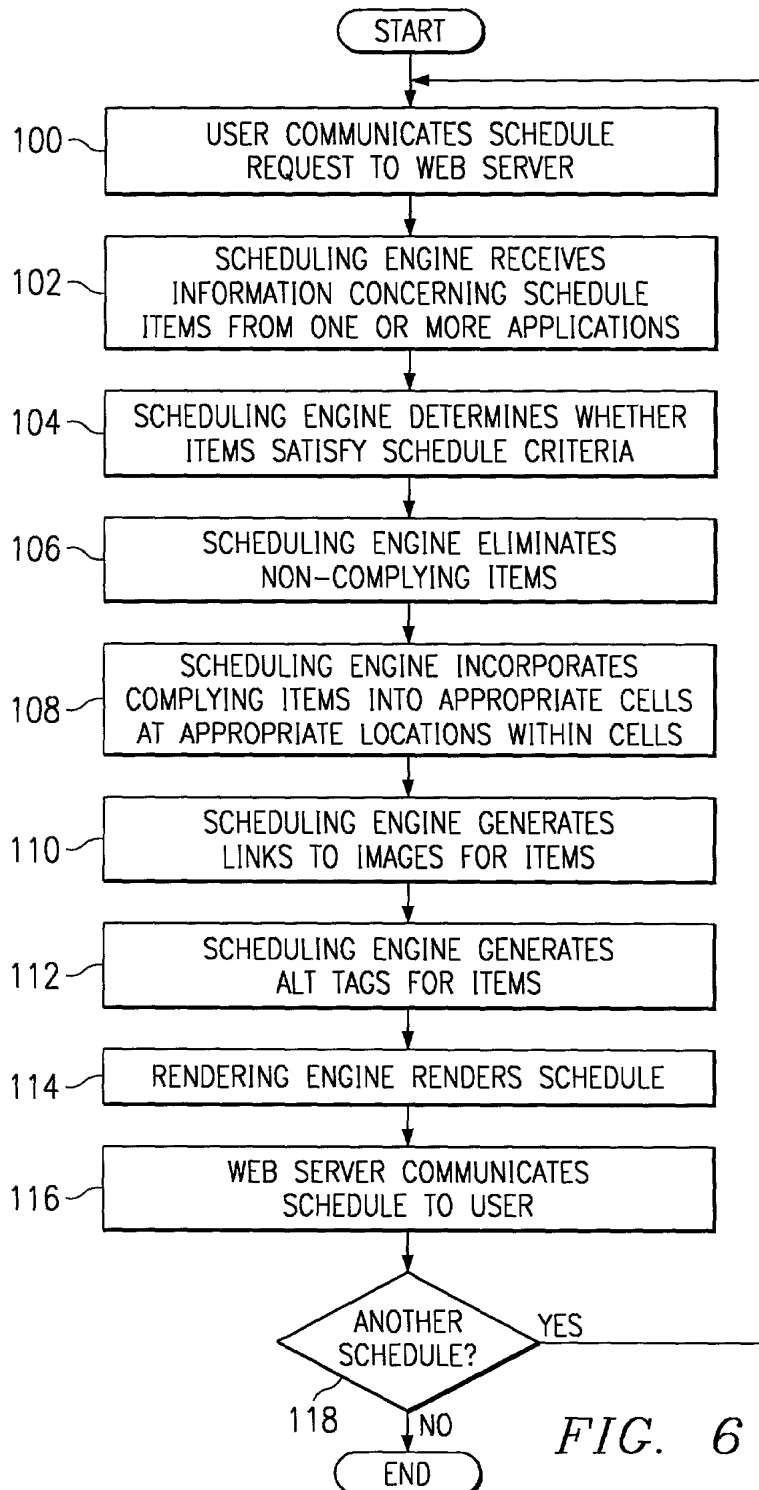 START
100
USER COMMUNICATES SCHEDULE
REQUEST TO WEB SERVER
102
SCHEDULING ENGINE RECEIVES
INFORMATION CONCERNING SCHEDULE
ITEMS FROM ONE OR MORE APPLICATIONS
104
SCHEDULING ENGINE DETERMINES WHETHER
ITEMS SATISFY SCHEDULE CRITERIA
106
SCHEDULING ENGINE ELIMINATES
NON-COMPLYING ITEMS
108
SCHEDULING ENGINE INCORPORATES
COMPLYING ITEMS INTO APPROPRIATE CELLS
AT APPROPRIATE LOCATIONS WITHIN CELLS
110
SCHEDULING ENGINE GENERATES
LINKS TO IMAGES FOR ITEMS
112
SCHEDULING ENGINE GENERATES
ALT TAGS FOR ITEMS
114
RENDERING ENGINE RENDERS SCHEDULE
116
WEB SERVER COMMUNICATES
SCHEDULE TO USER
ANOTHER
SCHEDULE?
YES
118
NO
END
FIG. 6